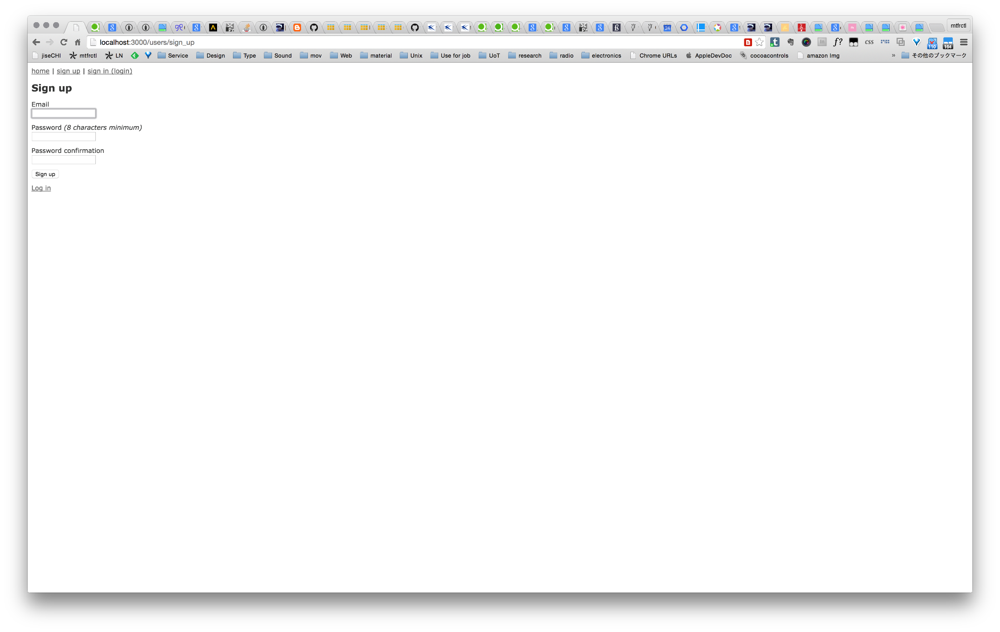 mtfrctl
localhost:3000/users/sign_up
f? css 110 164
jiseCHI mtfrctl LN Service Design Type Sound mov Web material Unix Use for job UoT research radio electronics Chrome URLs AppleDevDoc cocoacontrols amazon Img » その他のブックマーク
home | sign up | sign in (login)
Sign up
Email
Password (8 characters minimum)
Password confirmation
Sign up
Log in